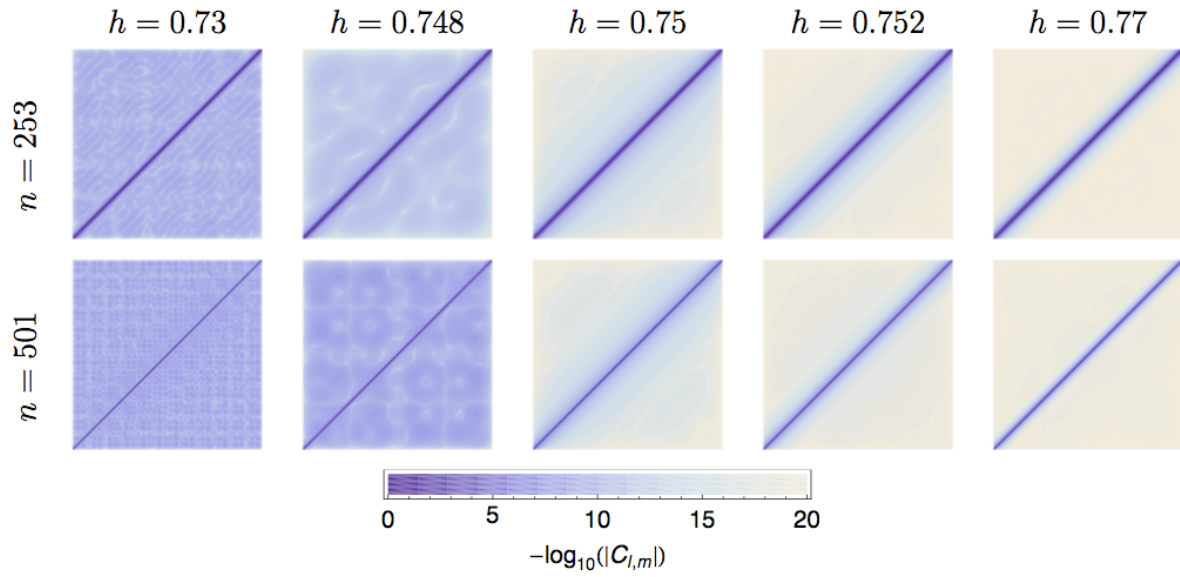 h = 0.73 h = 0.748 h = 0.75 h = 0.752 h = 0.77
n = 253
n = 501
0 5 10 15 20
−log10(|Cl,m|)